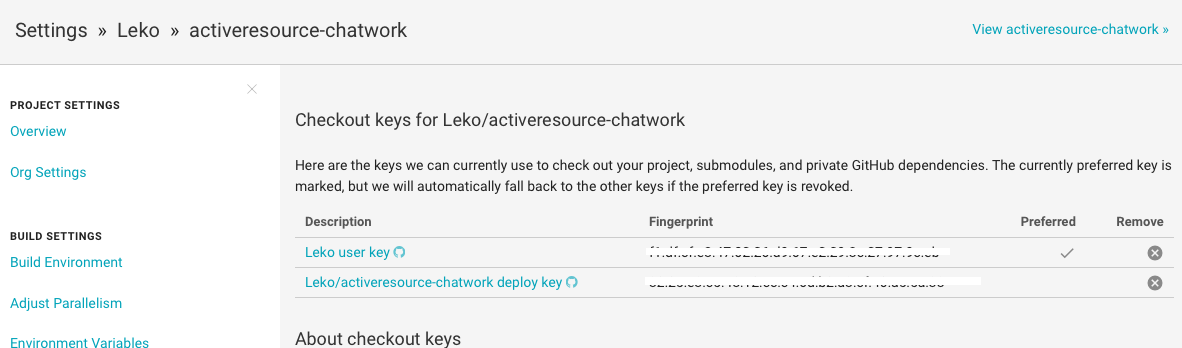 Settings » Leko » activeresource-chatwork
View activeresource-chatwork »
PROJECT SETTINGS
Overview
Org Settings
BUILD SETTINGS
Build Environment
Adjust Parallelism
Environment Variables
Checkout keys for Leko/activeresource-chatwork
Here are the keys we can currently use to check out your project, submodules, and private GitHub dependencies. The currently preferred key is
marked, but we will automatically fall back to the other keys if the preferred key is revoked.
Description Fingerprint Preferred Remove
Leko user key
Leko/activeresource-chatwork deploy key
About checkout keys